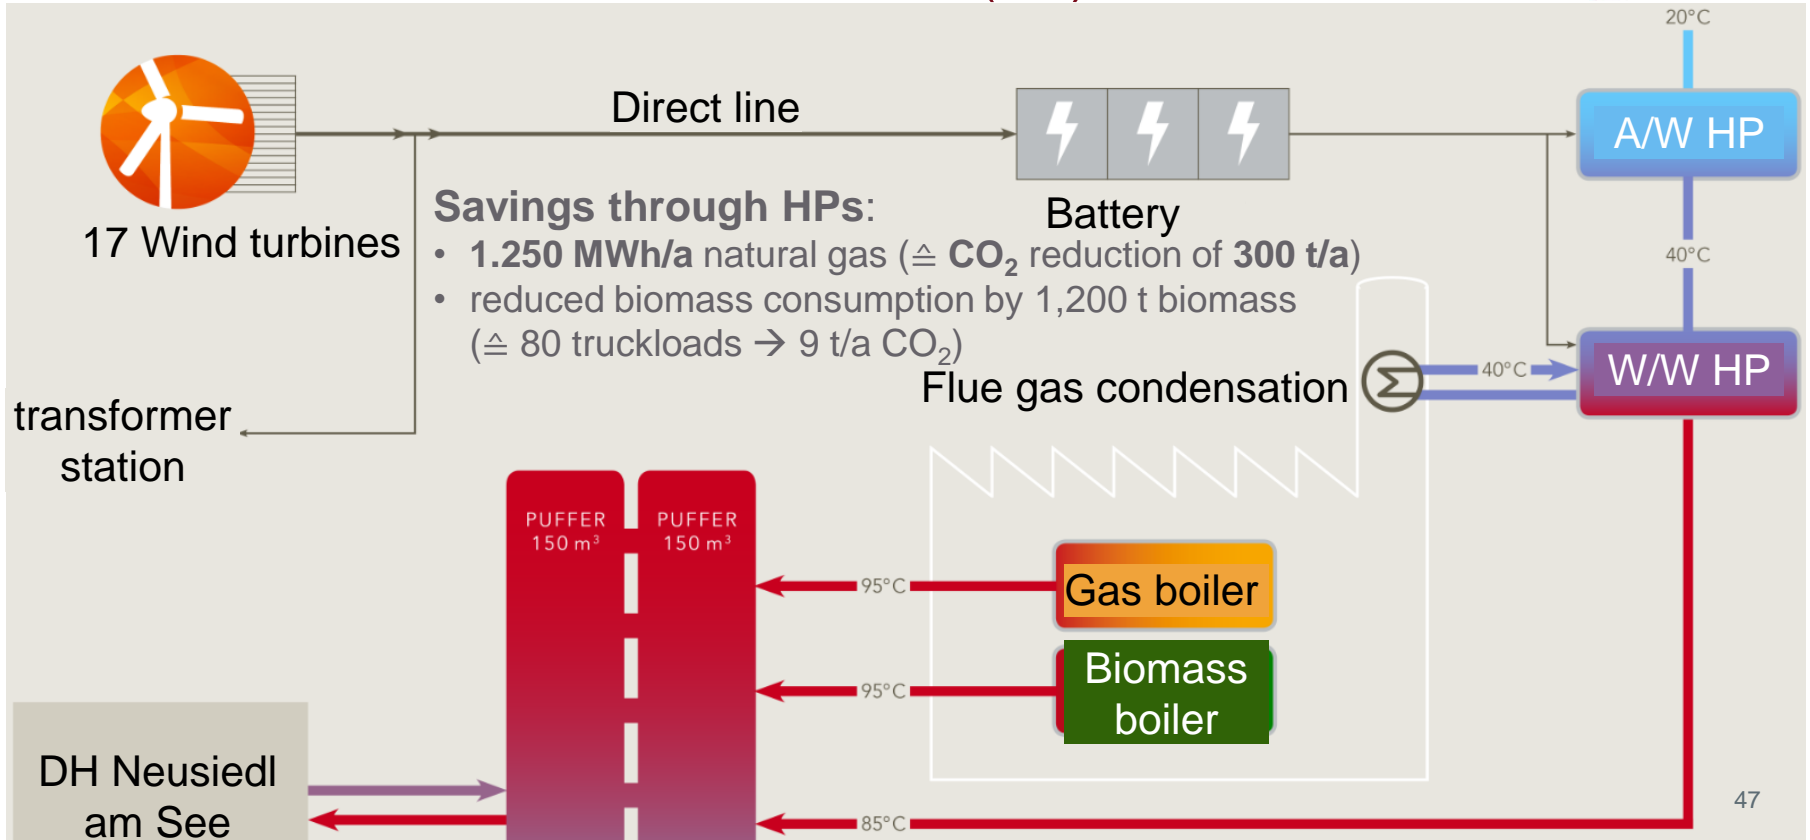 20°C
Direct line
A/W HP
17 Wind turbines
Savings through HPs:
• 1.250 MWh/a natural gas (≙ CO₂ reduction of 300 t/a)
• reduced biomass consumption by 1,200 t biomass
(≙ 80 truckloads → 9 t/a CO₂)
Battery
40°C
Flue gas condensation
40°C
W/W HP
transformer
station
PUFFER
150 m³
PUFFER
150 m³
95°C
Gas boiler
95°C
Biomass
boiler
DH Neusiedl
am See
85°C
47